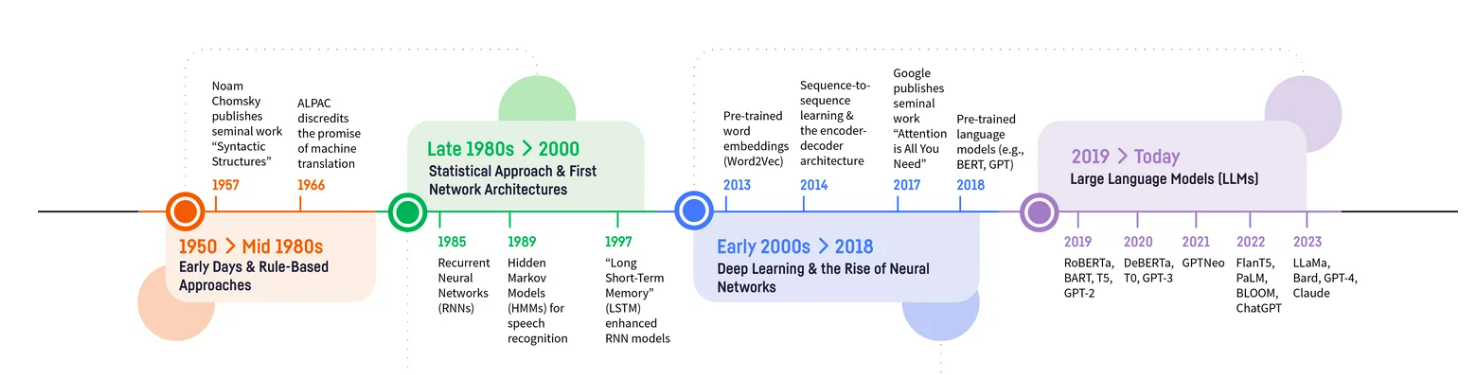 Noam
Chomsky
publishes
seminal work
“Syntactic
Structures”
1957
ALPAC
discredits
the promise
of machine
translation
1966
1950 > Mid 1980s
Early Days & Rule-Based
Approaches
Late 1980s > 2000
Statistical Approach & First
Network Architectures
1985
Recurrent
Neural
Networks
(RNNs)
1989
Hidden
Markov
Models
(HMMs) for
speech
recognition
1997
“Long
Short-Term
Memory”
(LSTM)
enhanced
RNN models
Pre-trained
word
embeddings
(Word2Vec)
2013
Sequence-to-
sequence
learning &
the encoder-
decoder
architecture
2014
Google
publishes
seminal
work
“Attention
is All You
Need”
2017
Pre-trained
language
models (e.g.,
BERT, GPT)
2018
Early 2000s > 2018
Deep Learning & the Rise of Neural
Networks
2019 > Today
Large Language Models (LLMs)
2019
RoBERTa,
BART, T5,
GPT-2
2020
DeBERTa,
T0, GPT-3
2021
GPTNeo
2022
FlanT5,
PaLM,
BLOOM,
ChatGPT
2023
LLaMa,
Bard, GPT-4,
Claude